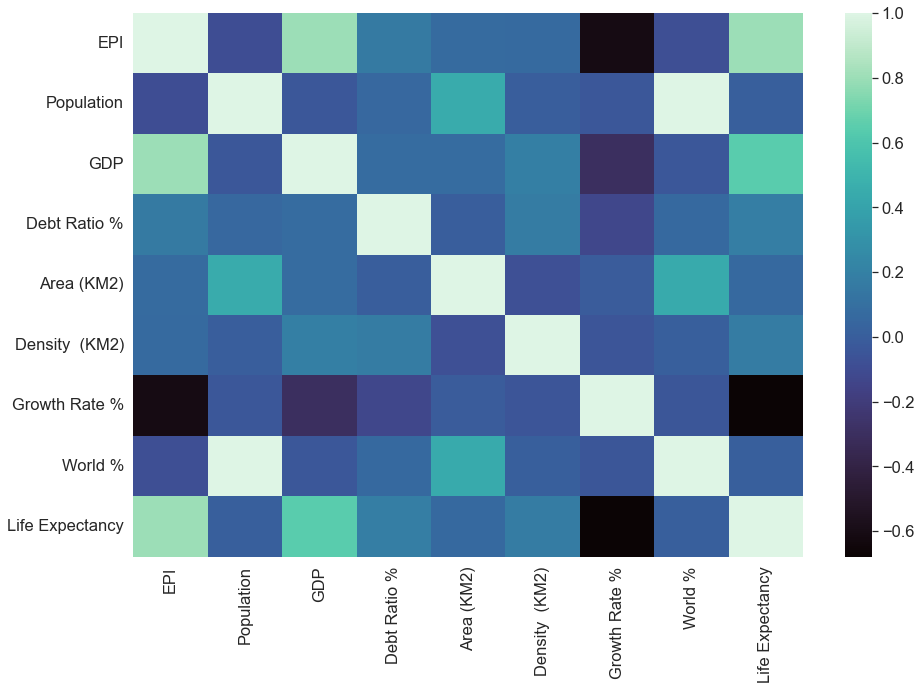 EPI
Population
GDP
Debt Ratio %
Area (KM2)
Density  (KM2)
Growth Rate %
World %
Life Expectancy
EPI
Population
GDP
Debt Ratio %
Area (KM2)
Density  (KM2)
Growth Rate %
World %
Life Expectancy
1.0
0.8
0.6
0.4
0.2
0.0
−0.2
−0.4
−0.6